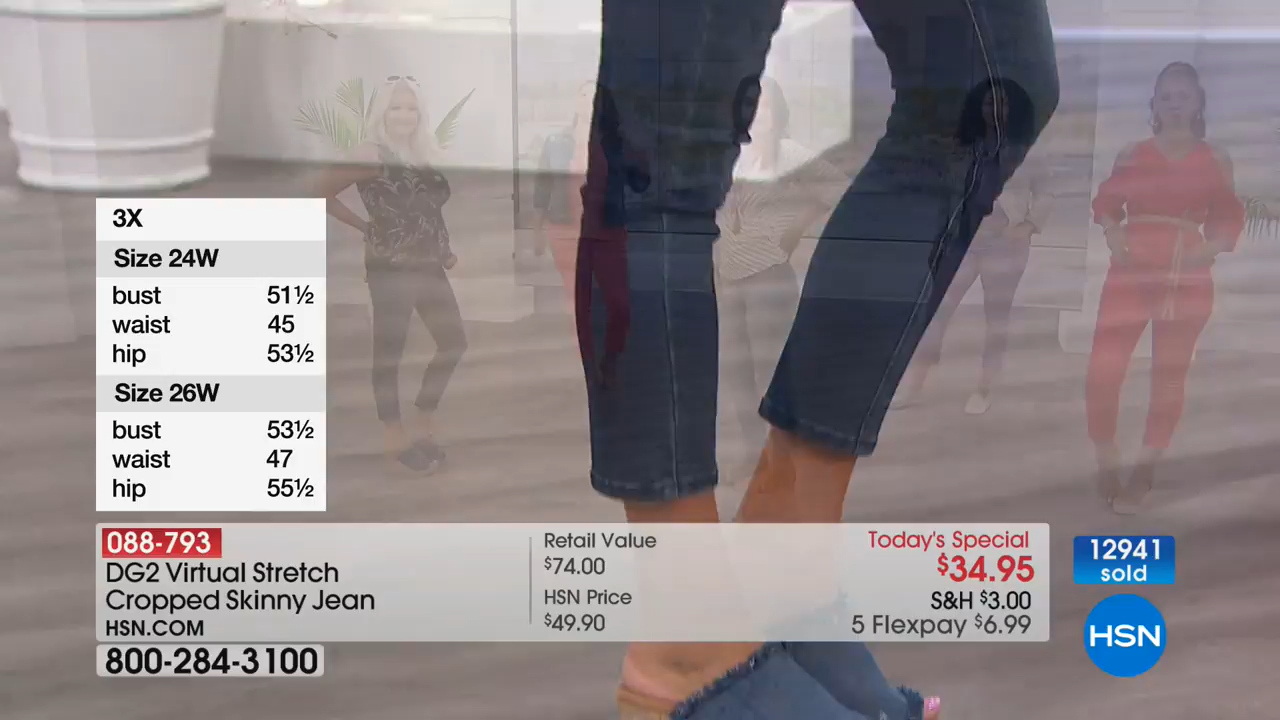 3X
Size 24W
bust 51½
waist 45
hip 53½
Size 26W
bust 53½
waist 47
hip 55½
088-793
DG2 Virtual Stretch
Cropped Skinny Jean
HSN.COM
800-284-3100
Retail Value
$74.00
HSN Price
$49.90
Today's Special
$34.95
S&H $3.00
5 Flexpay $6.99
12941
sold
HSN